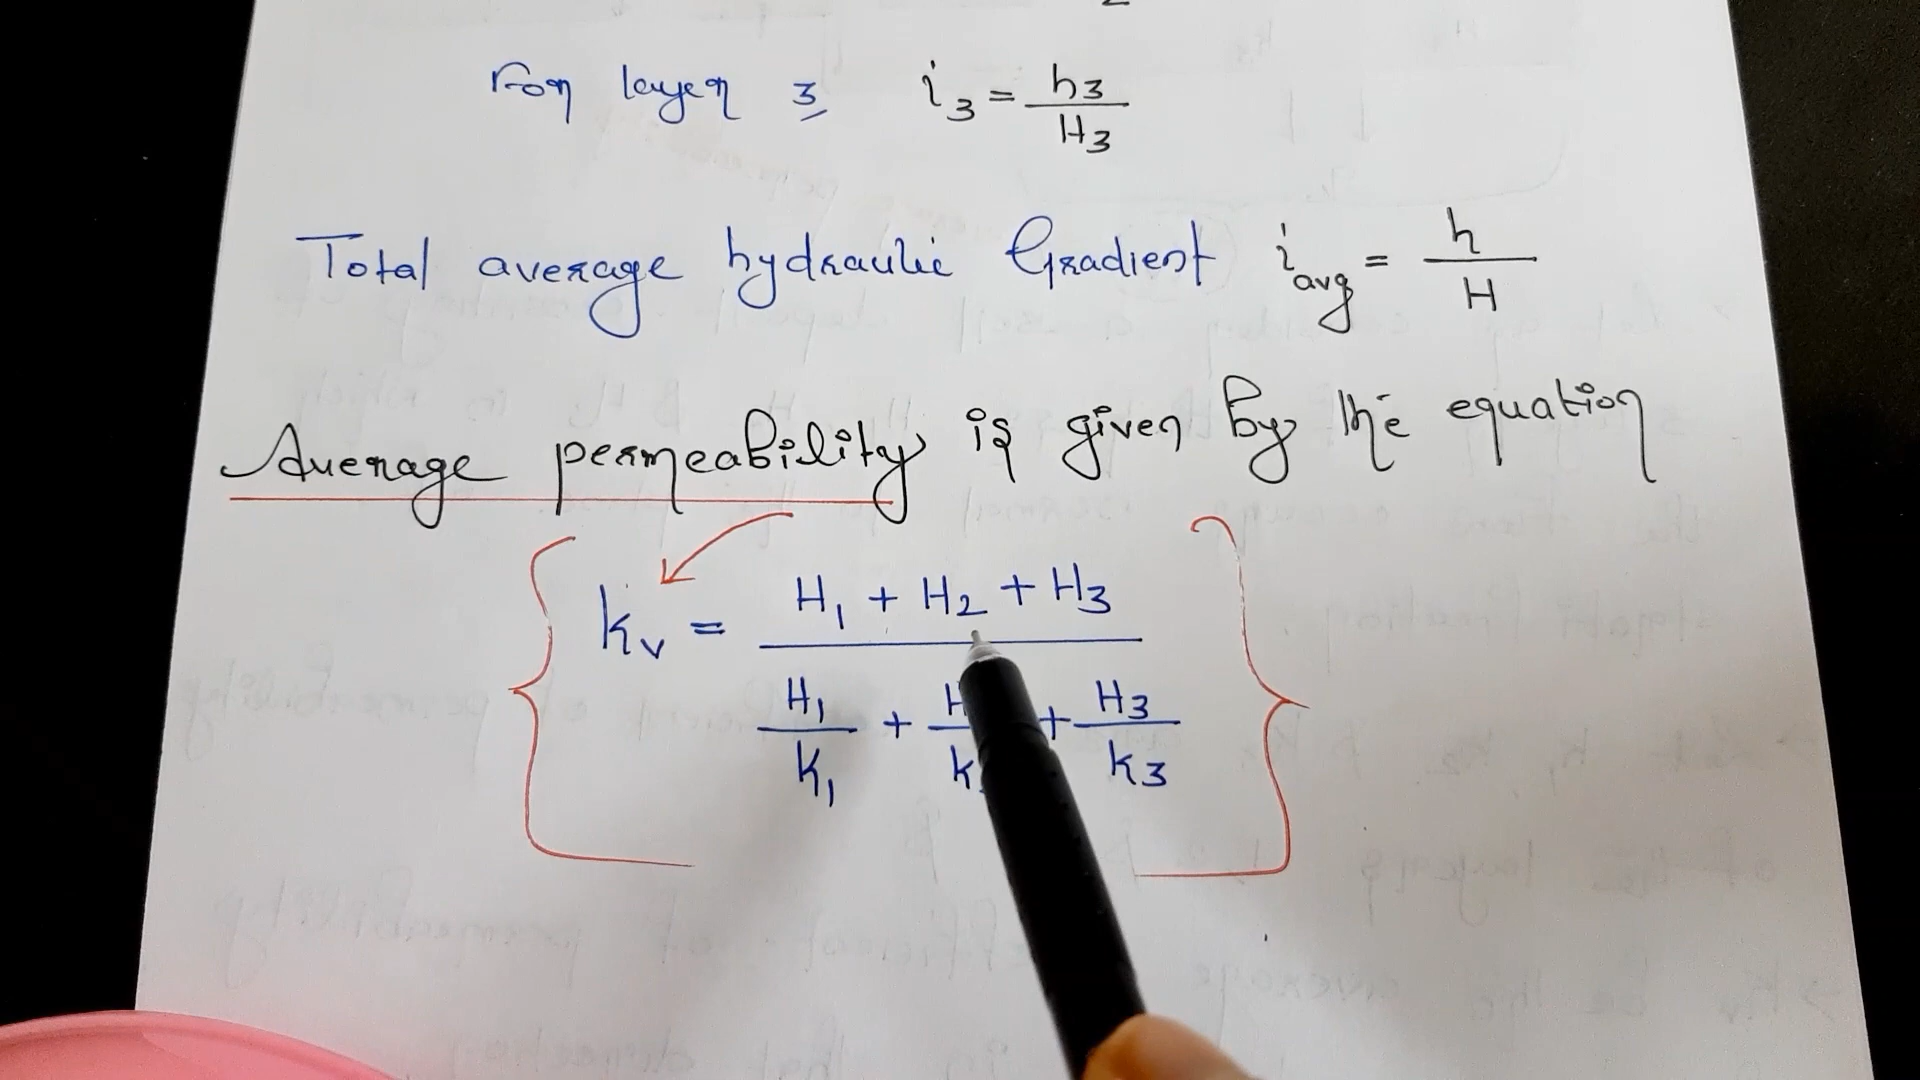 For layer 3 i3 = h3/H3
Total average hydraulic Gradient iavg = h/H
Average permeability is given by the equation
kv = H1 + H2 + H3
H1/k1 + H/k + H3/k3